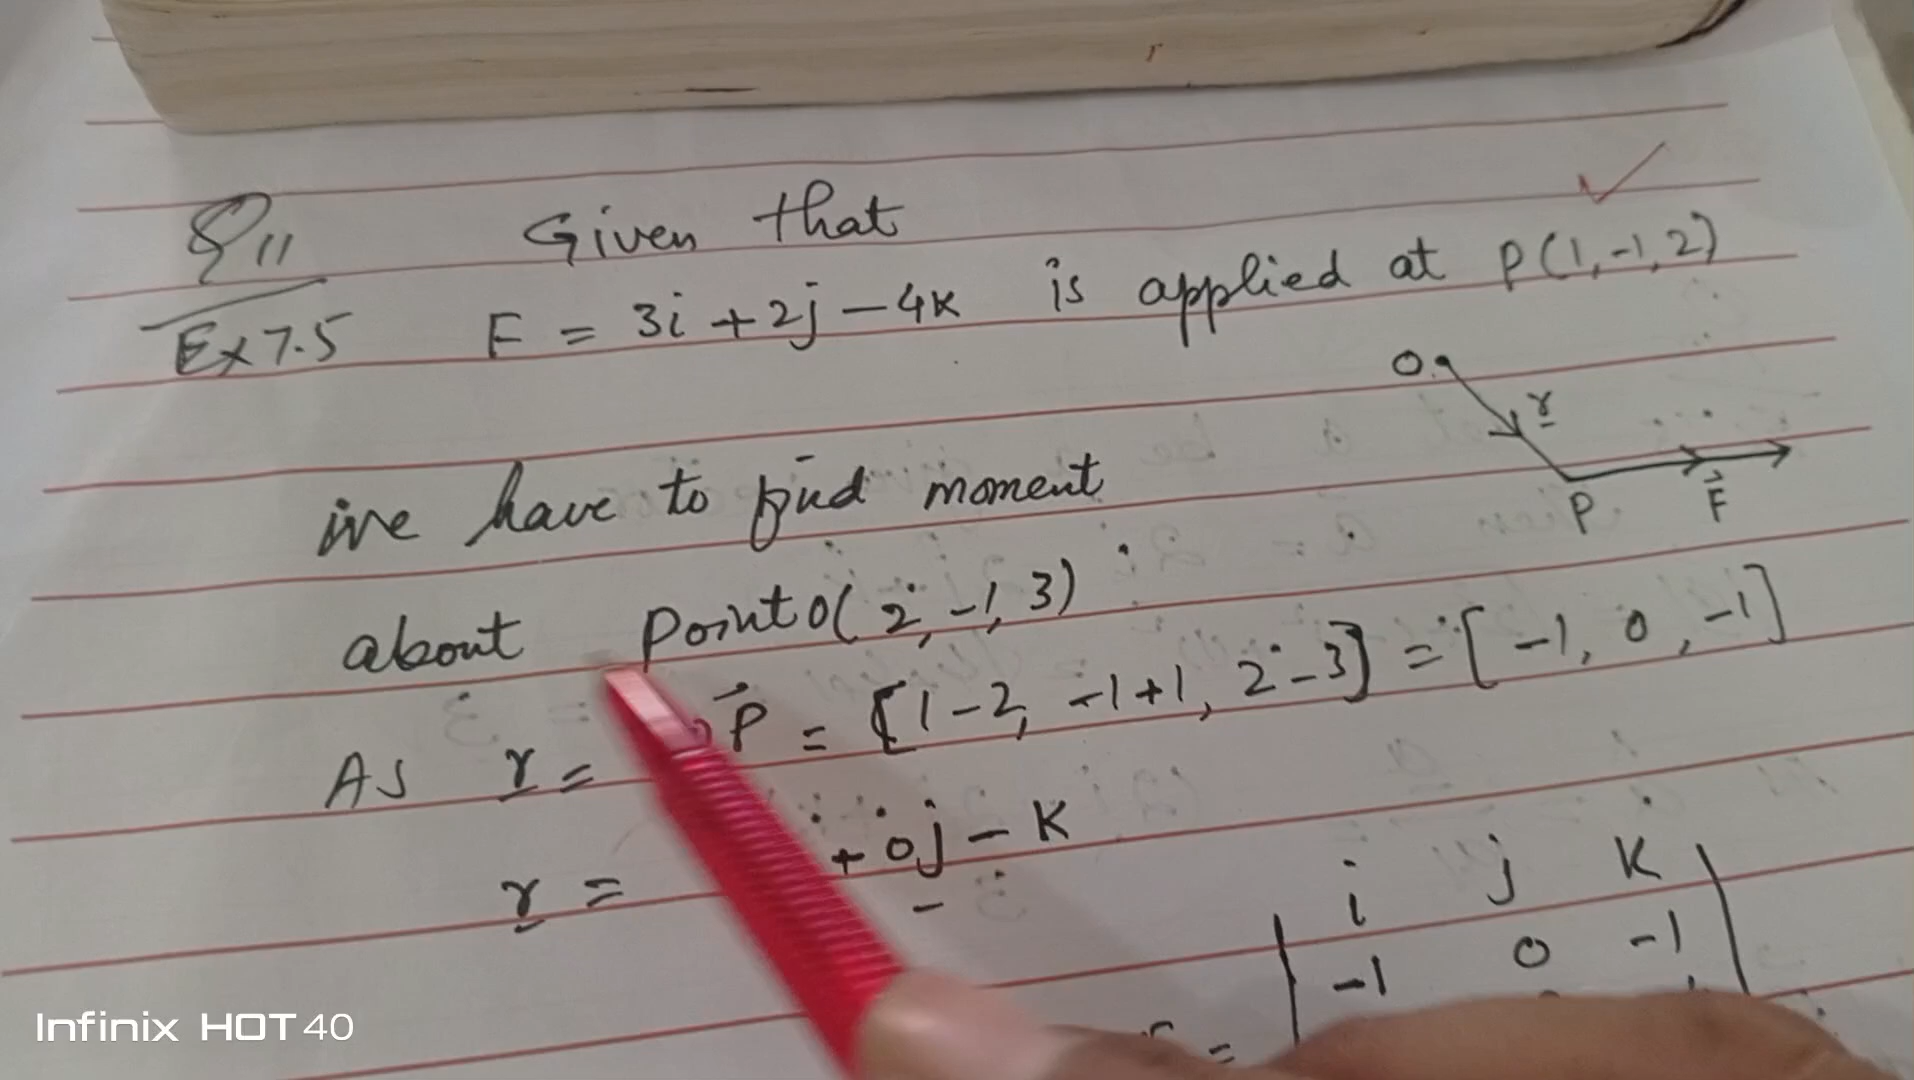 Q11 Given that
Ex 7.5 F = 3i + 2j - 4k is applied at P(1, -1, 2)
O r
P F
we have to find moment
about point O(2, -1, 3)
As r = OP = [1-2, -1+1, 2-3] = [-1, 0, -1]
r = + 0j - k
i j k
-1 0 -1
=
Infinix HOT 40